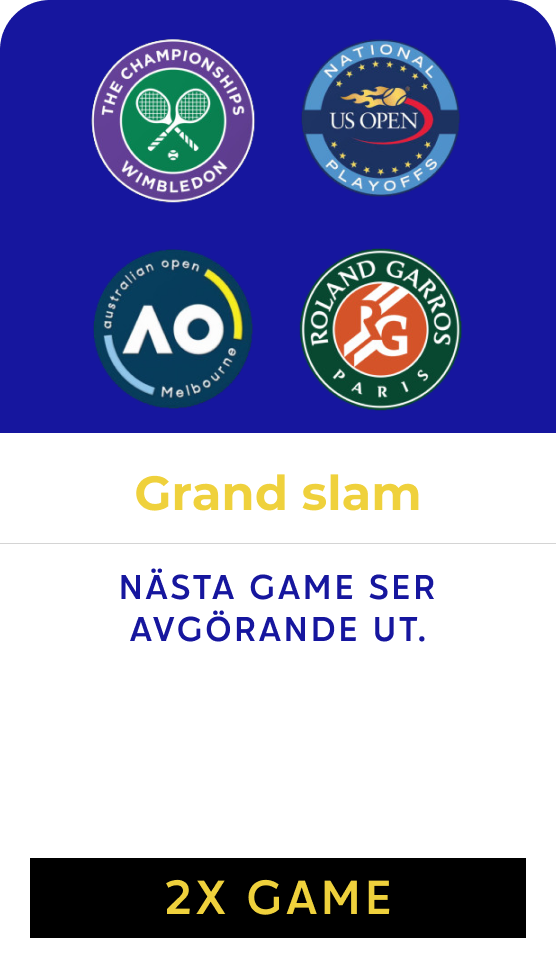 THE CHAMPIONSHIPS
WIMBLEDON
NATIONAL
US OPEN
PLAYOFFS
australian open
AO
Melbourne
ROLAND GARROS
RG
PARIS
Grand slam
NÄSTA GAME SER
AVGÖRANDE UT.
2X GAME